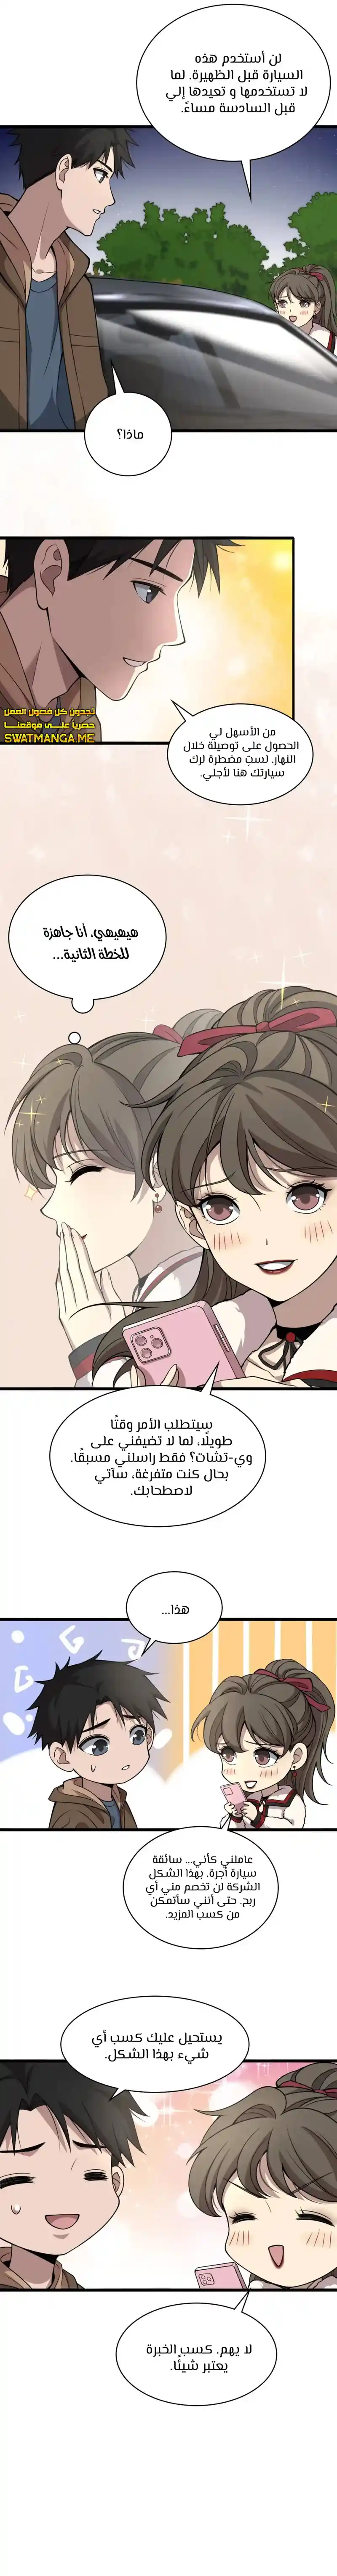 لن أستخدم هذه
السيارة قبل الظهيرة. لما
لا تستخدمها و تعيدها إلي
قبل السادسة مساءً.
ماذا؟
تجدون كل فصول العمل
حصريا على موقعنا
SWATMANGA.ME
من الأسهل لي
الحصول على توصيلة خلال
النهار. لستِ مضطرة لرك
سيارتك هنا لأجلي.
هيهيهي، أنا جاهزة
للخطة الثانية...
سيتطلب الأمر وقتًا
طويلًا، لما لا تضيفني على
وي-تشات؟ فقط راسلني مسبقًا.
بحال كنت متفرغة، سآتي
لاصطحابك.
هذا...
عاملني كأني... سائقة
سيارة أجرة. بهذا الشكل
الشركة لن تخصم مني أي
ربح. حتى أنني سأتمكن
من كسب المزيد.
يستحيل عليك كسب أي
شيء بهذا الشكل.
لا يهم. كسب الخبرة
يعتبر شيئًا.